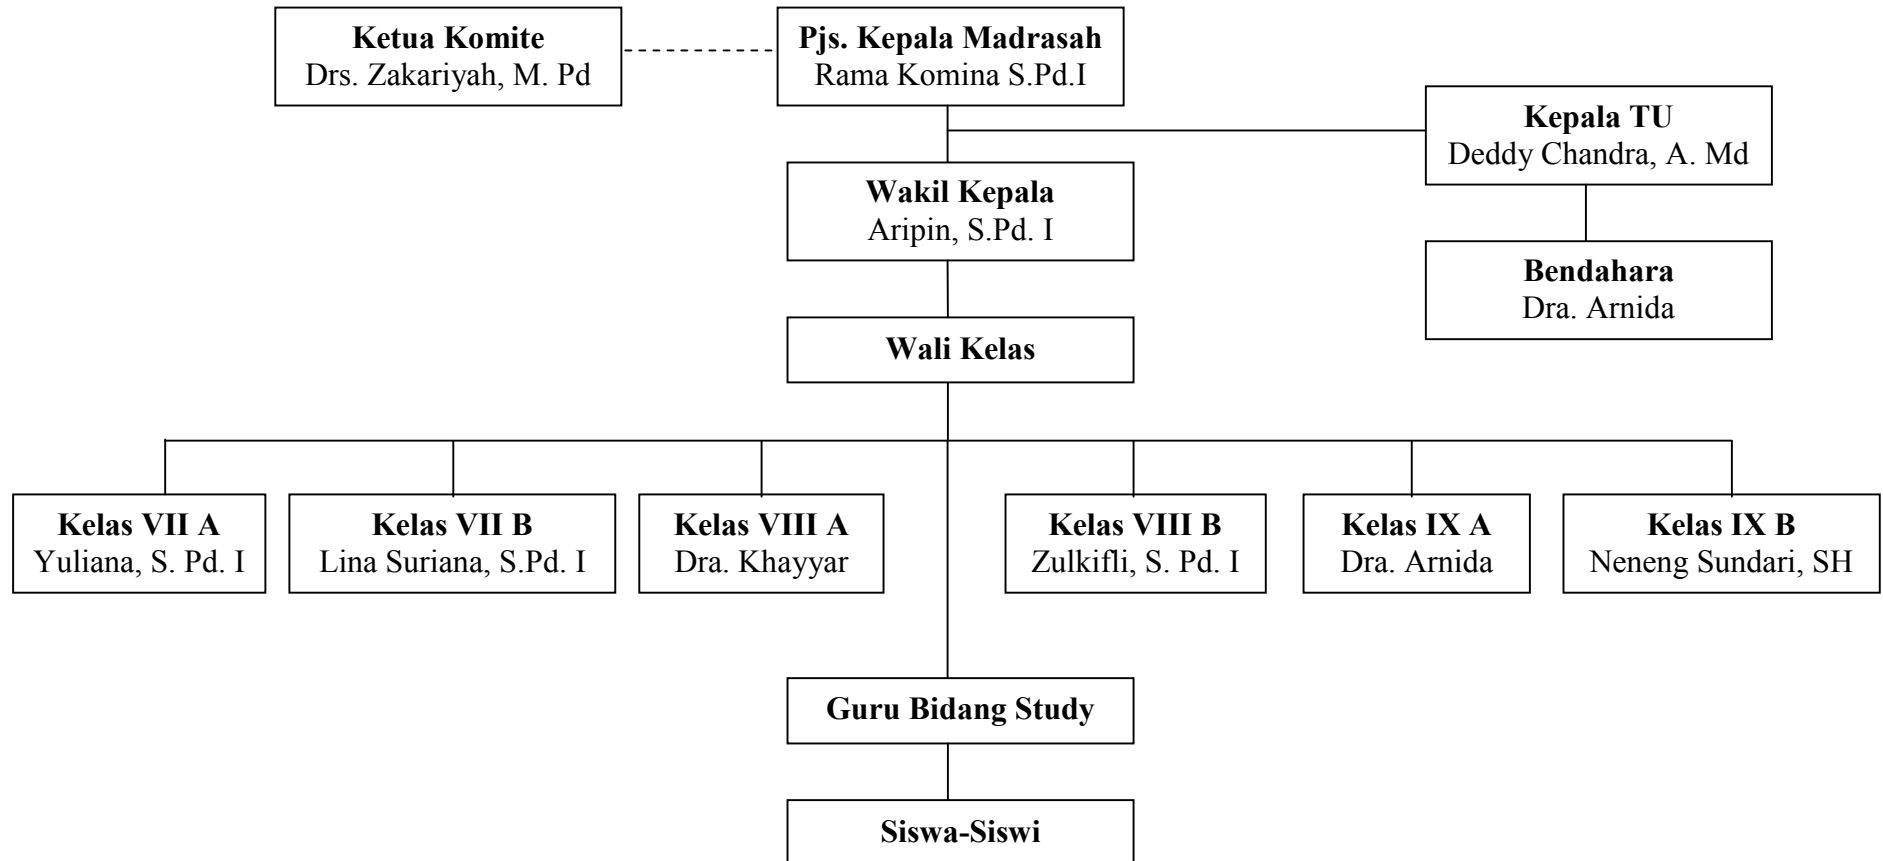 Ketua Komite
Drs. Zakariyah, M. Pd
Pjs. Kepala Madrasah
Rama Komina S.Pd.I
Kepala TU
Deddy Chandra, A. Md
Wakil Kepala
Aripin, S.Pd. I
Bendahara
Dra. Arnida
Wali Kelas
Kelas VII A
Yuliana, S. Pd. I
Kelas VII B
Lina Suriana, S.Pd. I
Kelas VIII A
Dra. Khayyar
Kelas VIII B
Zulkifli, S. Pd. I
Kelas IX A
Dra. Arnida
Kelas IX B
Neneng Sundari, SH
Guru Bidang Study
Siswa-Siswi